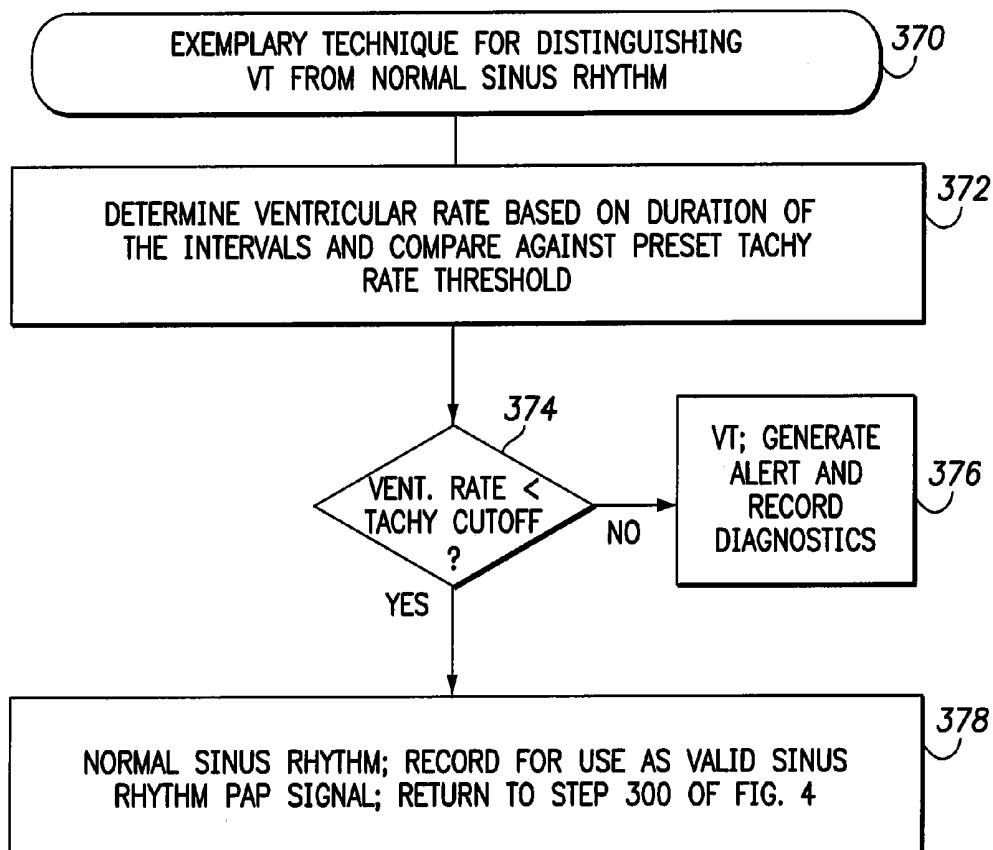 EXEMPLARY TECHNIQUE FOR DISTINGUISHING
VT FROM NORMAL SINUS RHYTHM
370
DETERMINE VENTRICULAR RATE BASED ON DURATION OF
THE INTERVALS AND COMPARE AGAINST PRESET TACHY
RATE THRESHOLD
372
374
VENT. RATE <
TACHY CUTOFF
?
NO
YES
VT; GENERATE
ALERT AND
RECORD
DIAGNOSTICS
376
NORMAL SINUS RHYTHM; RECORD FOR USE AS VALID SINUS
RHYTHM PAP SIGNAL; RETURN TO STEP 300 OF FIG. 4
378